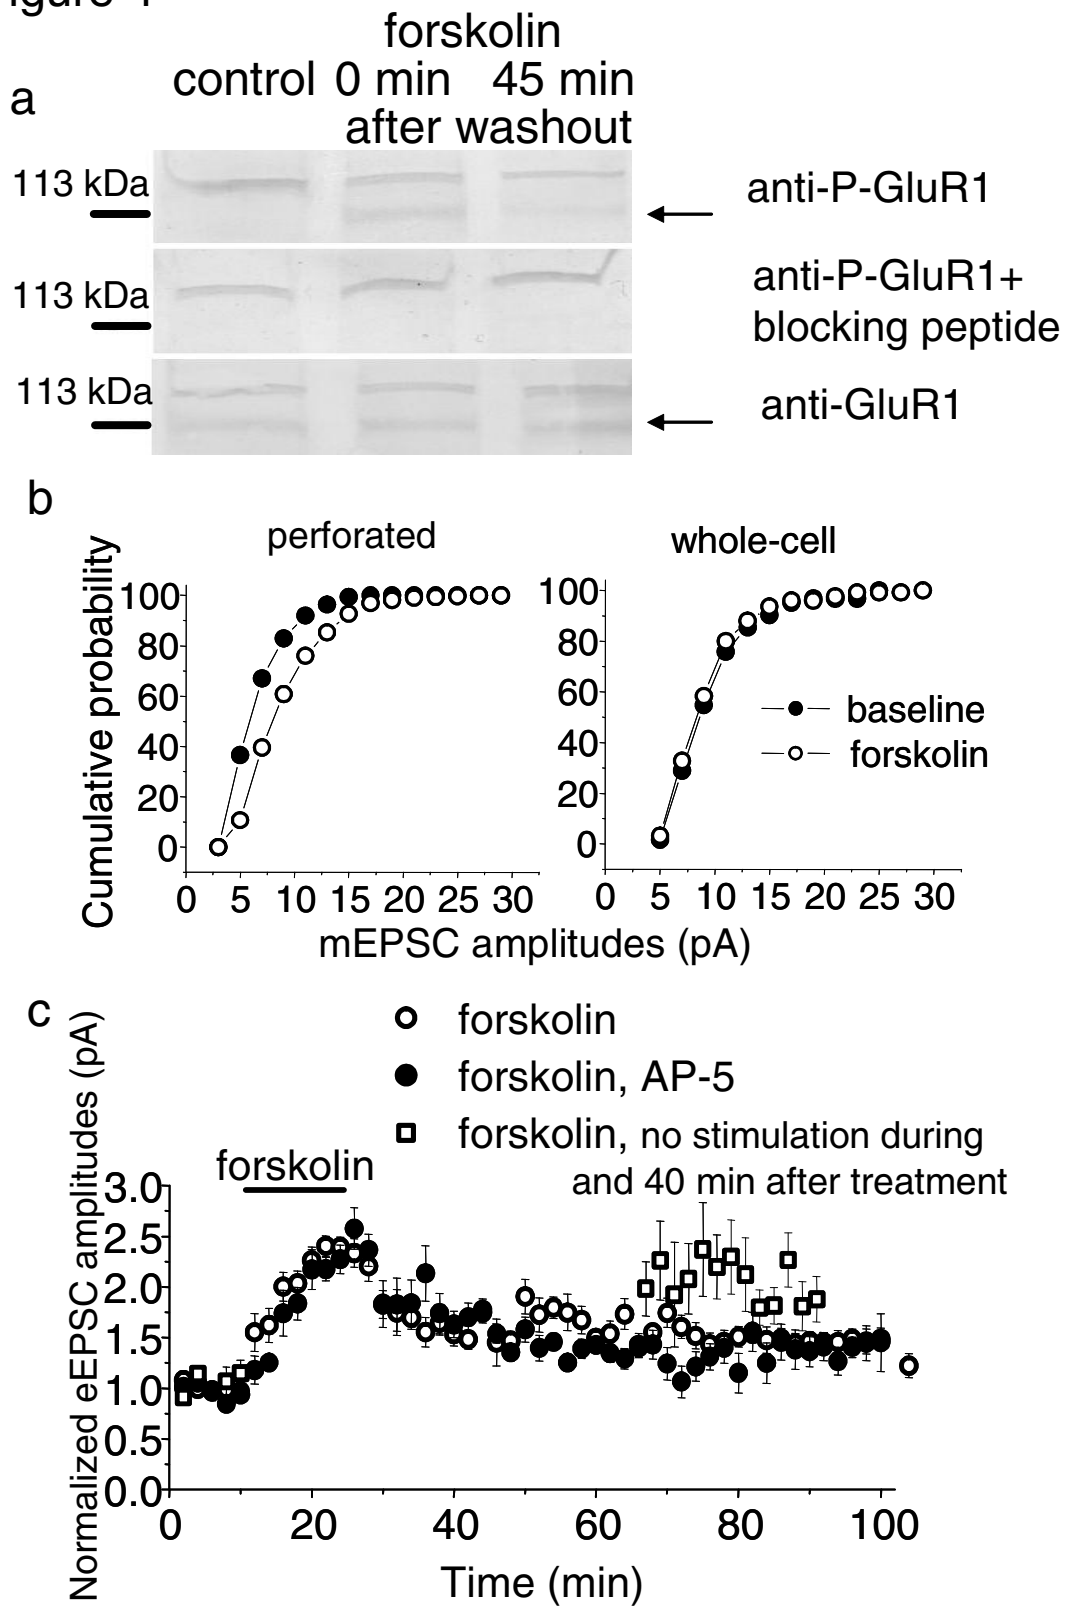 forskolin
control 0 min 45 min
after washout
a
113 kDa
anti-P-GluR1
113 kDa
anti-P-GluR1+
blocking peptide
113 kDa
anti-GluR1
b
perforated
whole-cell
Cumulative probability
100
80
60
40
20
0
0 5 10 15 20 25 30
100
80
60
40
20
0
0 5 10 15 20 25 30
baseline
forskolin
mEPSC amplitudes (pA)
c
forskolin
forskolin, AP-5
forskolin, no stimulation during
and 40 min after treatment
forskolin
Normalized eEPSC amplitudes (pA)
3.0
2.5
2.0
1.5
1.0
0.5
0.0
0 20 40 60 80 100
Time (min)